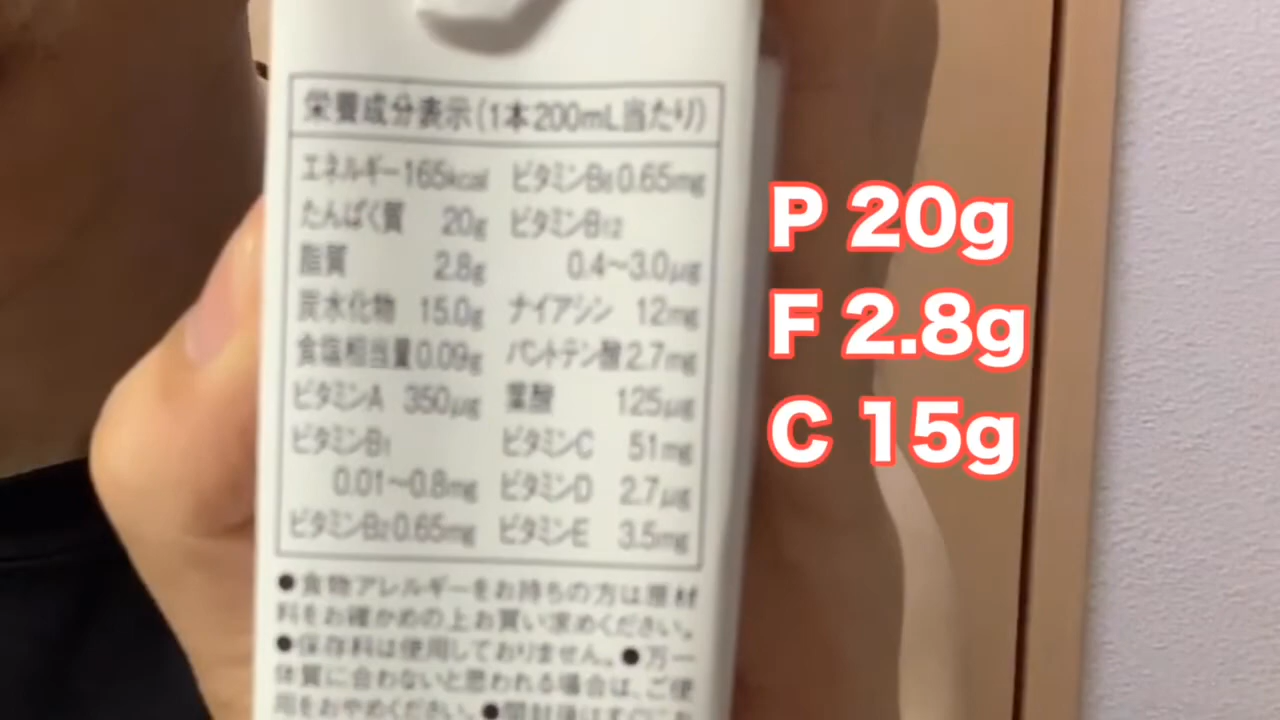 栄養成分表示(1本200mL当たり)
エネルギー165kcal ビタミンB6 0.65mg
たんぱく質 20g ビタミンB12
脂質 2.8g 0.4〜3.0μg
炭水化物 15.0g ナイアシン 12mg
食塩相当量0.09g パントテン酸2.7mg
ビタミンA 350μg 葉酸 125μg
ビタミンB1 ビタミンC 51mg
0.01〜0.8mg ビタミンD 2.7μg
ビタミンB2 0.65mg ビタミンE 3.5mg
●食物アレルギーをお持ちの方は原材
料をお確かめの上お買い求めください。
●保存料は使用しておりません。●万一
体質に合わないと思われる場合は、ご使
用をおやめください。●開封後はすぐにお
P 20g
F 2.8g
C 15g